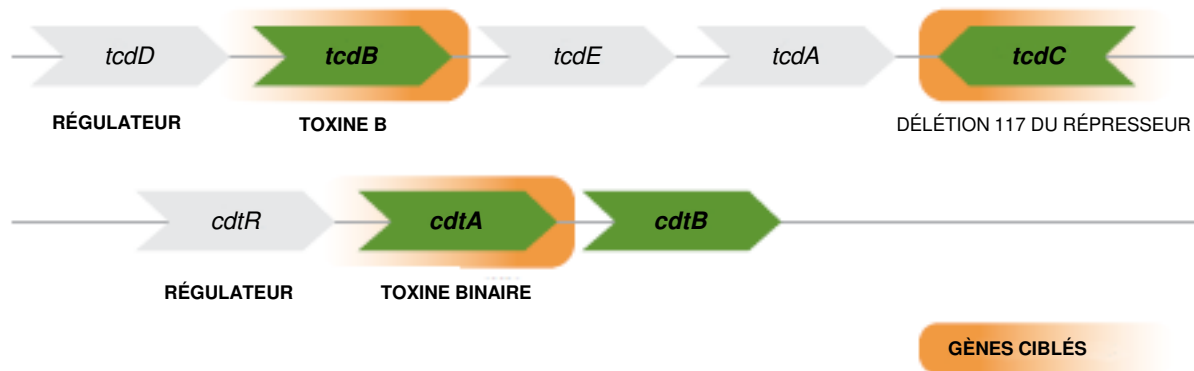 tcdD tcdB tcdE tcdA tcdC
RÉGULATEUR TOXINE B DÉLÉTION 117 DU RÉPRESSEUR
cdtR cdtA cdtB
RÉGULATEUR TOXINE BINAIRE
GÈNES CIBLÉS